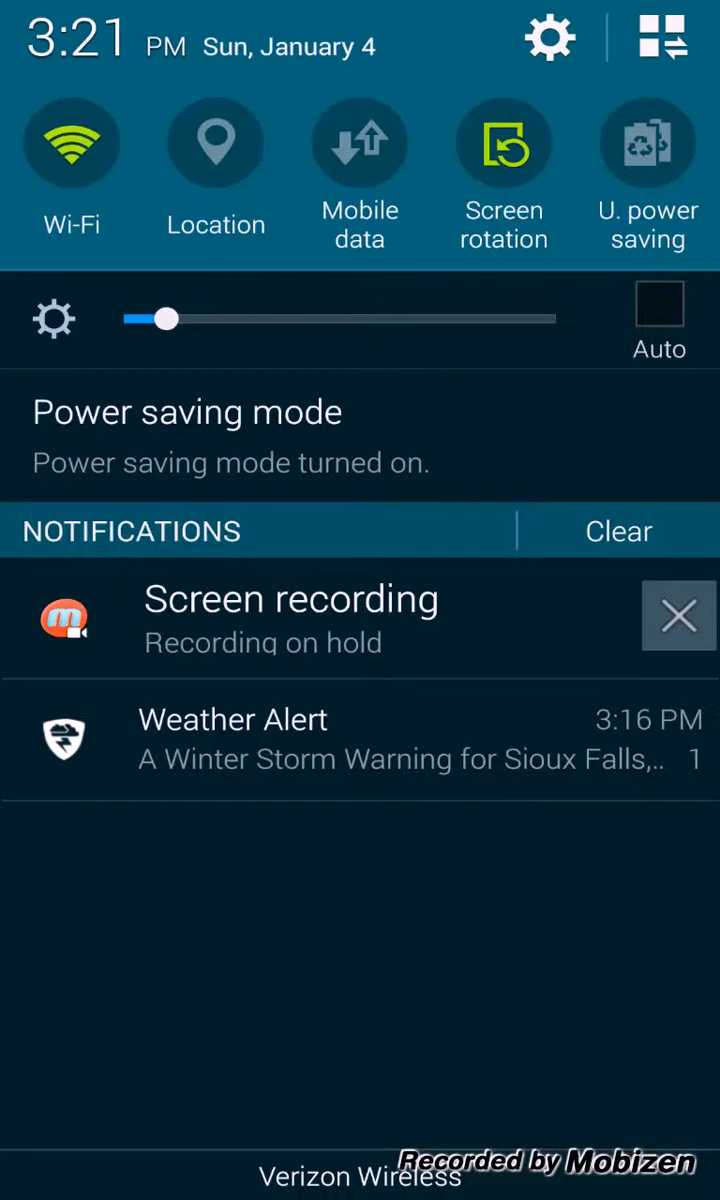 3:21 PM Sun, January 4
Wi-Fi
Location
Mobile
data
Screen
rotation
U. power
saving
Auto
Power saving mode
Power saving mode turned on.
NOTIFICATIONS
Clear
m
Screen recording
Recording on hold
Weather Alert
3:16 PM
A Winter Storm Warning for Sioux Falls,..
1
Verizon Wireless
Recorded by Mobizen